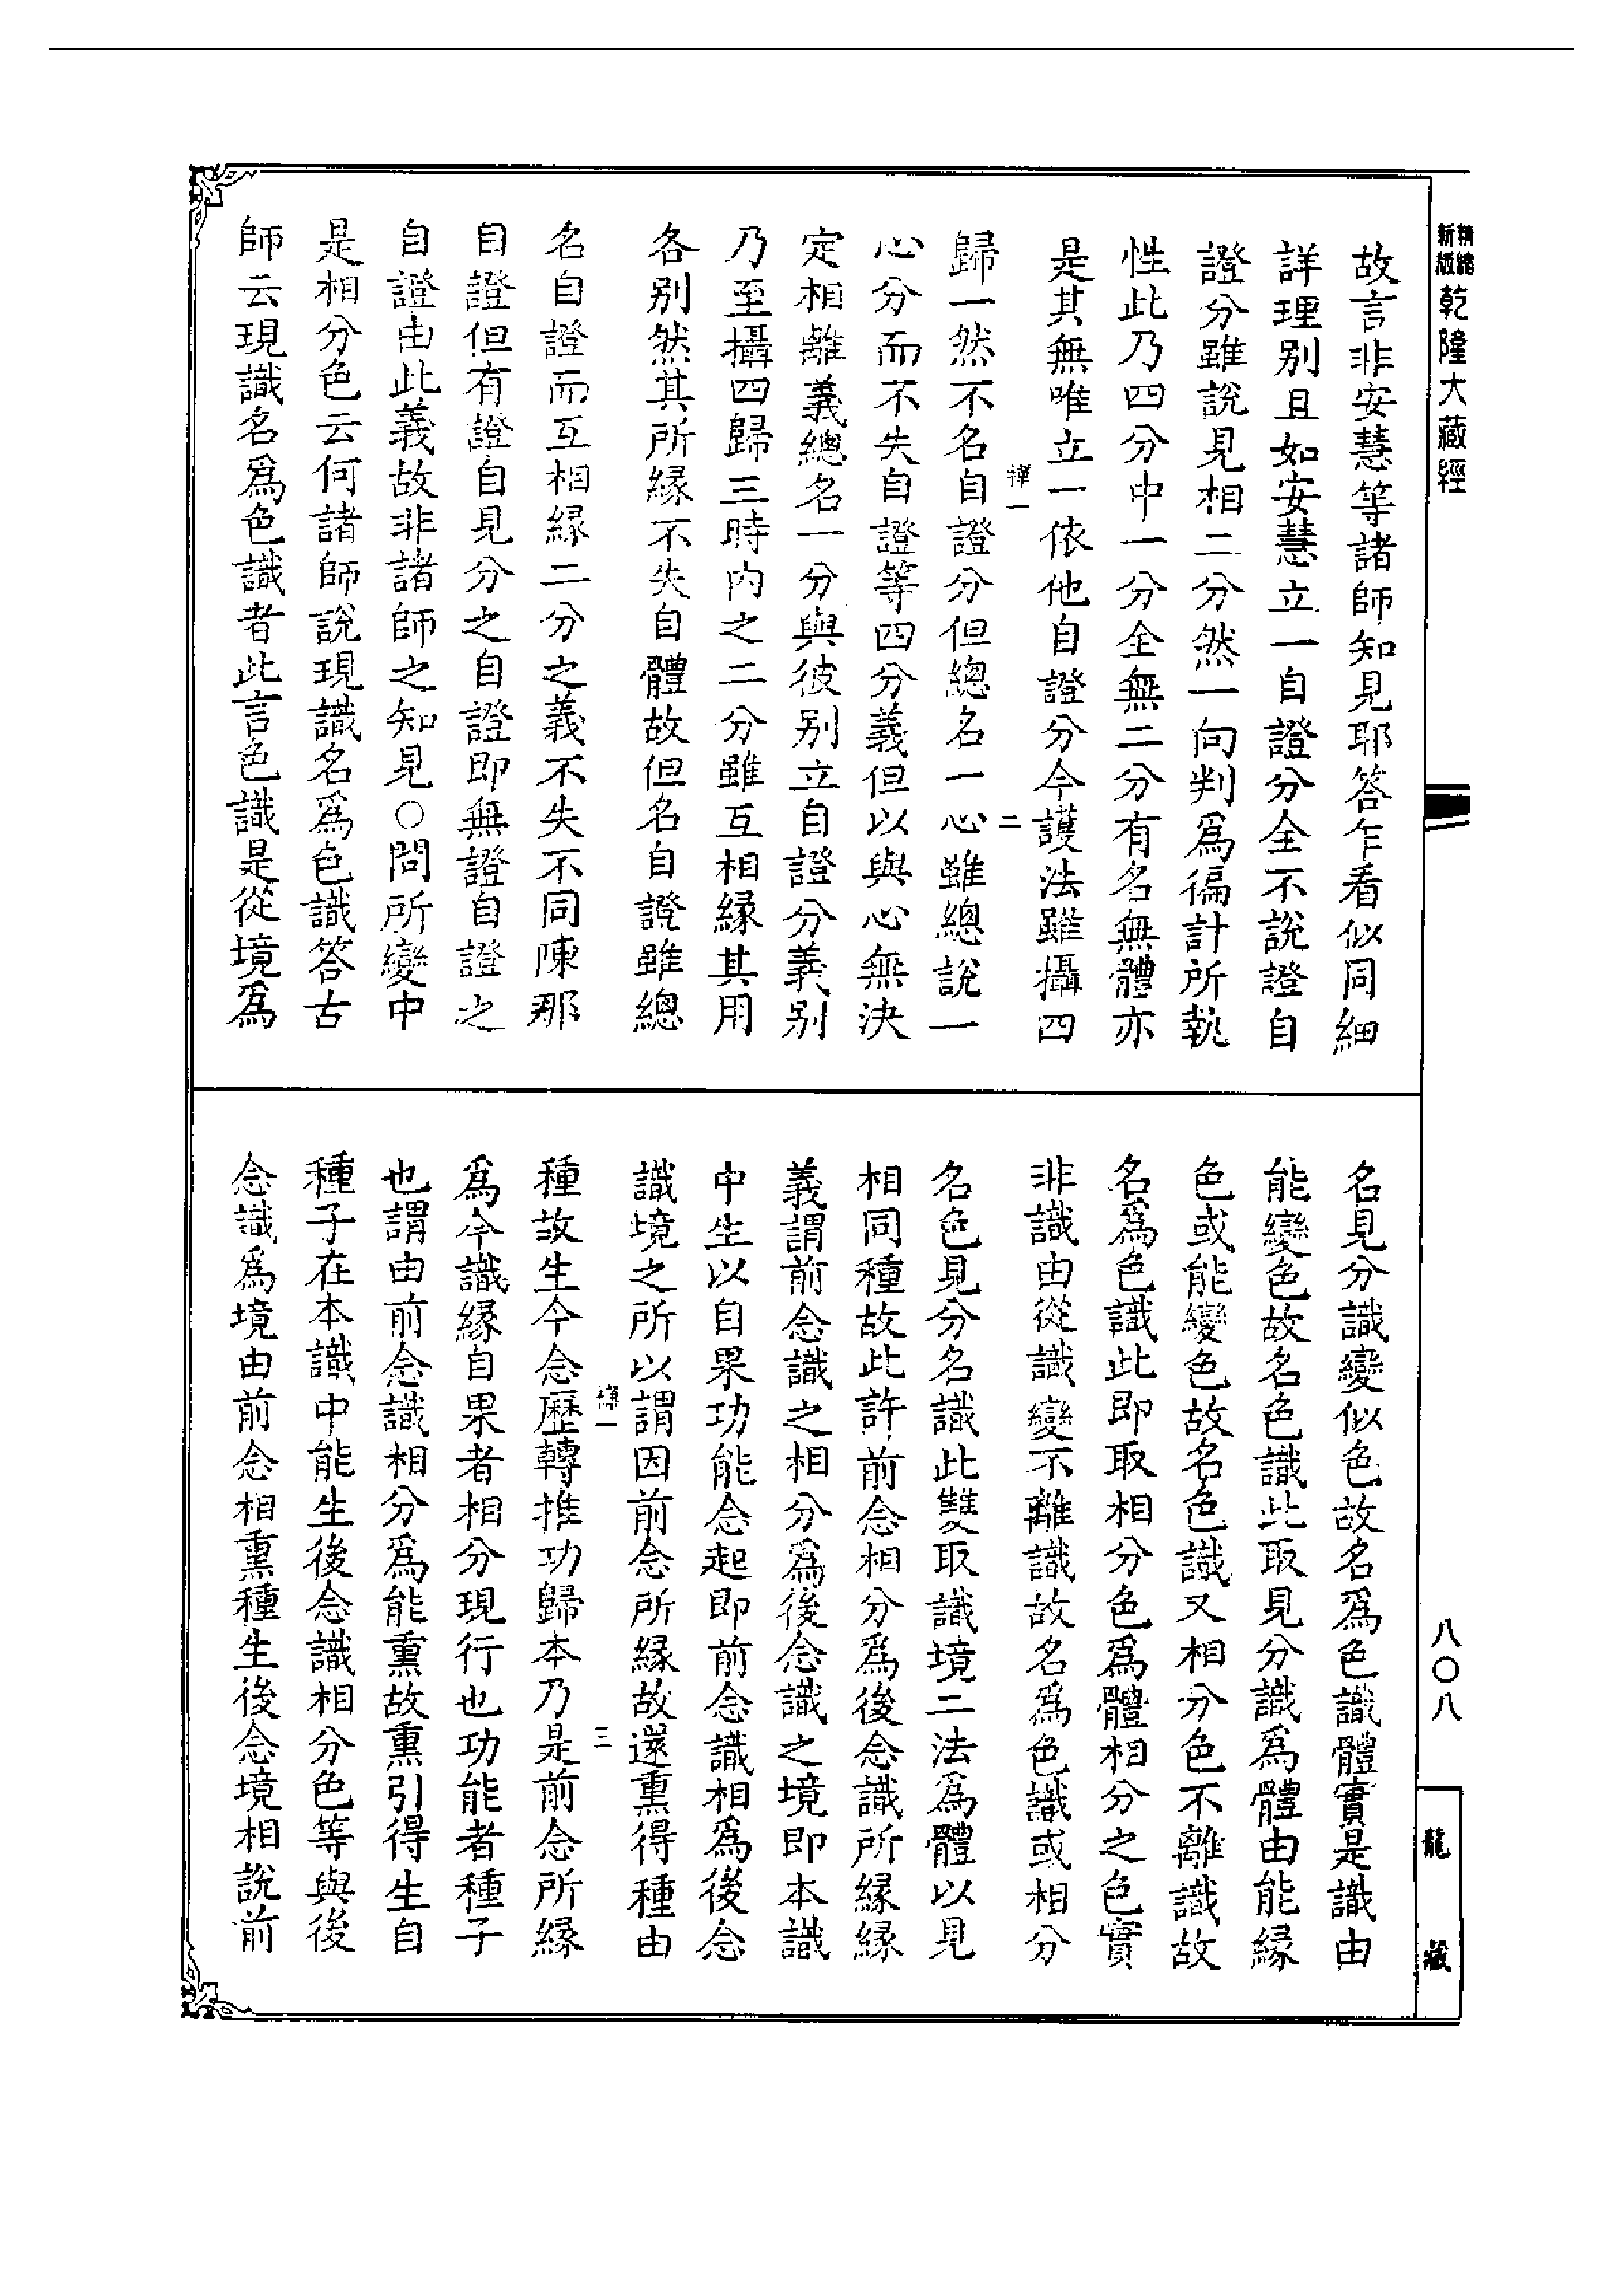 精縮
新版
乾隆大藏經
故言非安慧等諸師知見耶答乍看似同細
詳理别且如安慧立一自證分全不說證自
證分雖說見相二分然一向判爲徧計所執
性此乃四分中一分全無二分有名無體亦
是其無唯立一依他自證分今護法雖攝四
禪一
二
歸一然不名自證分但總名一心雖總說一
心分而不失自證等四分義但以與心無決
定相離義總名一分與彼别立自證分義别
乃至攝四歸三時内之二分雖互相緣其用
各别然其所緣不失自體故但名自證雖總
名自證而互相緣二分之義不失不同陳那
自證但有證自見分之自證即無證自證之
自證由此義故非諸師之知見○問所變中
是相分色云何諸師說現識名爲色識答古
師云現識名爲色識者此言色識是從境爲
名見分識變似色故名爲色識體實是識由
能變色故名色識此取見分識爲體由能緣
色或能變色故名色識又相分色不離識故
名爲色識此即取相分色爲體相分之色實
非識由從識變不離識故名爲色識或相分
名色見分名識此雙取識境二法為體以見
相同種故此許前念相分爲後念識所緣緣
義謂前念識之相分爲後念識之境即本識
中生以自果功能念起即前念識相爲後念
識境之所以謂因前念所緣故還熏得種由
禪一
三
種故生今念歷轉推功歸本乃是前念所緣
爲今識緣自果者相分現行也功能者種子
也謂由前念識相分爲能熏故熏引得生自
種子在本識中能生後念識相分色等與後
念識爲境由前念相熏種生後念境相說前
八〇八
龍藏